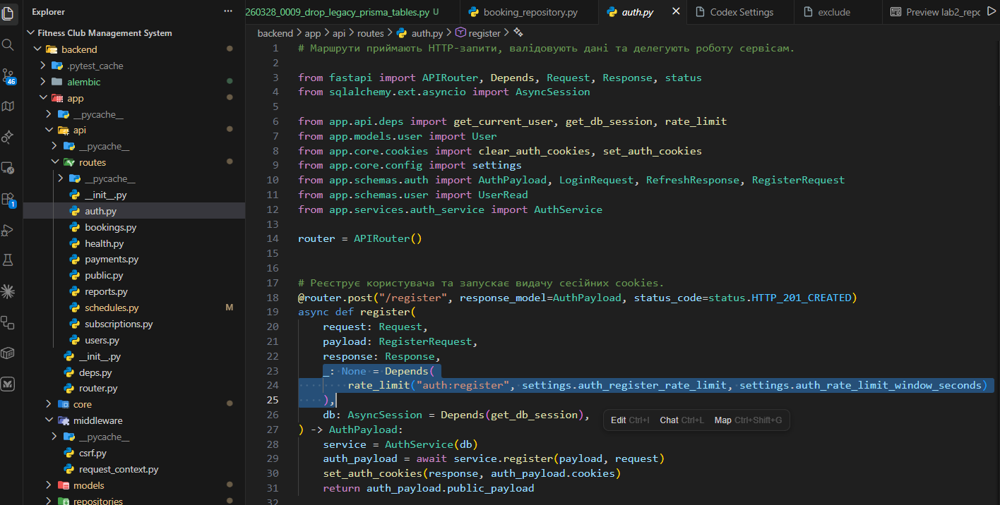 Explorer
···
Fitness Club Management System
backend
.pytest_cache
alembic
app
__pycache__
api
__pycache__
routes
__pycache__
__init__.py
auth.py
bookings.py
health.py
payments.py
public.py
reports.py
schedules.py M
subscriptions.py
users.py
__init__.py
deps.py
router.py
core
middleware
__pycache__
csrf.py
request_context.py
models
repositories
46
1
260328_0009_drop_legacy_prisma_tables.py U
booking_repository.py
auth.py
Codex Settings
exclude
Preview lab2_repo
backend > app > api > routes > auth.py > register >
1 # Маршрути приймають HTTP-запити, валідовують дані та делегують роботу сервісам.
2
3 from fastapi import APIRouter, Depends, Request, Response, status
4 from sqlalchemy.ext.asyncio import AsyncSession
5
6 from app.api.deps import get_current_user, get_db_session, rate_limit
7 from app.models.user import User
8 from app.core.cookies import clear_auth_cookies, set_auth_cookies
9 from app.core.config import settings
10 from app.schemas.auth import AuthPayload, LoginRequest, RefreshResponse, RegisterRequest
11 from app.schemas.user import UserRead
12 from app.services.auth_service import AuthService
13
14 router = APIRouter()
15
16
17 # Реєструє користувача та запускає видачу сесійних cookies.
18 @router.post("/register", response_model=AuthPayload, status_code=status.HTTP_201_CREATED)
19 async def register(
20 request: Request,
21 payload: RegisterRequest,
22 response: Response,
23 _: None = Depends(
24 rate_limit("auth:register", settings.auth_register_rate_limit, settings.auth_rate_limit_window_seconds)
25 ),
26 db: AsyncSession = Depends(get_db_session),
27 ) -> AuthPayload:
28 service = AuthService(db)
29 auth_payload = await service.register(payload, request)
30 set_auth_cookies(response, auth_payload.cookies)
31 return auth_payload.public_payload
32
Edit Ctrl+I Chat Ctrl+L Map Ctrl+Shift+G